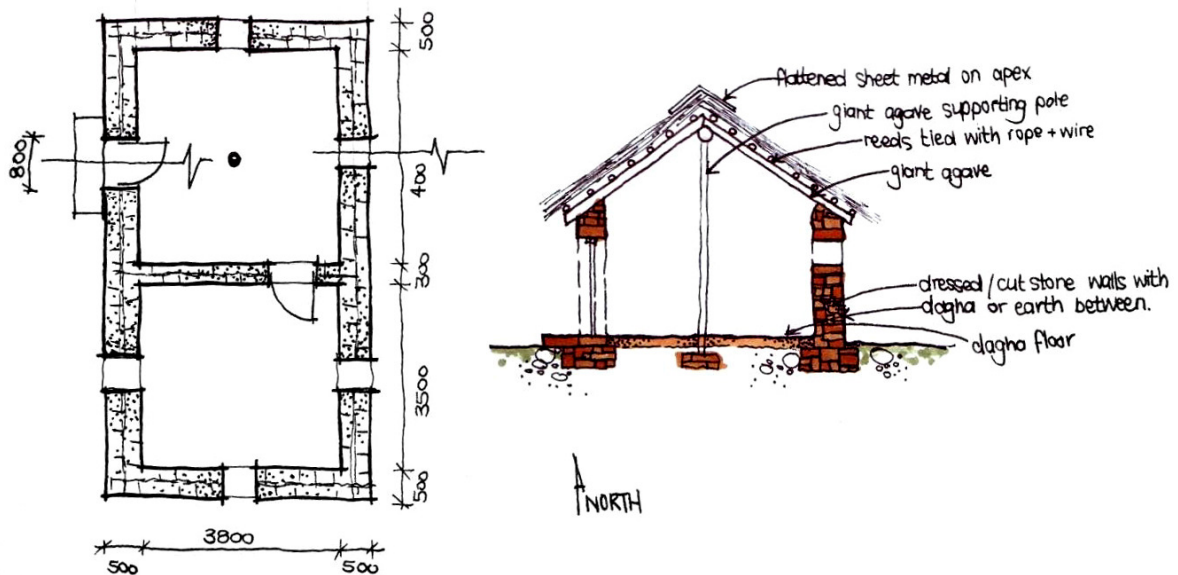 500
800
400
300
3500
500
3800
500
500
flattened sheet metal on apex
giant agave supporting pole
reeds tied with rope + wire
giant agave
dressed / cut stone walls with
dagha or earth between.
dagha floor
NORTH